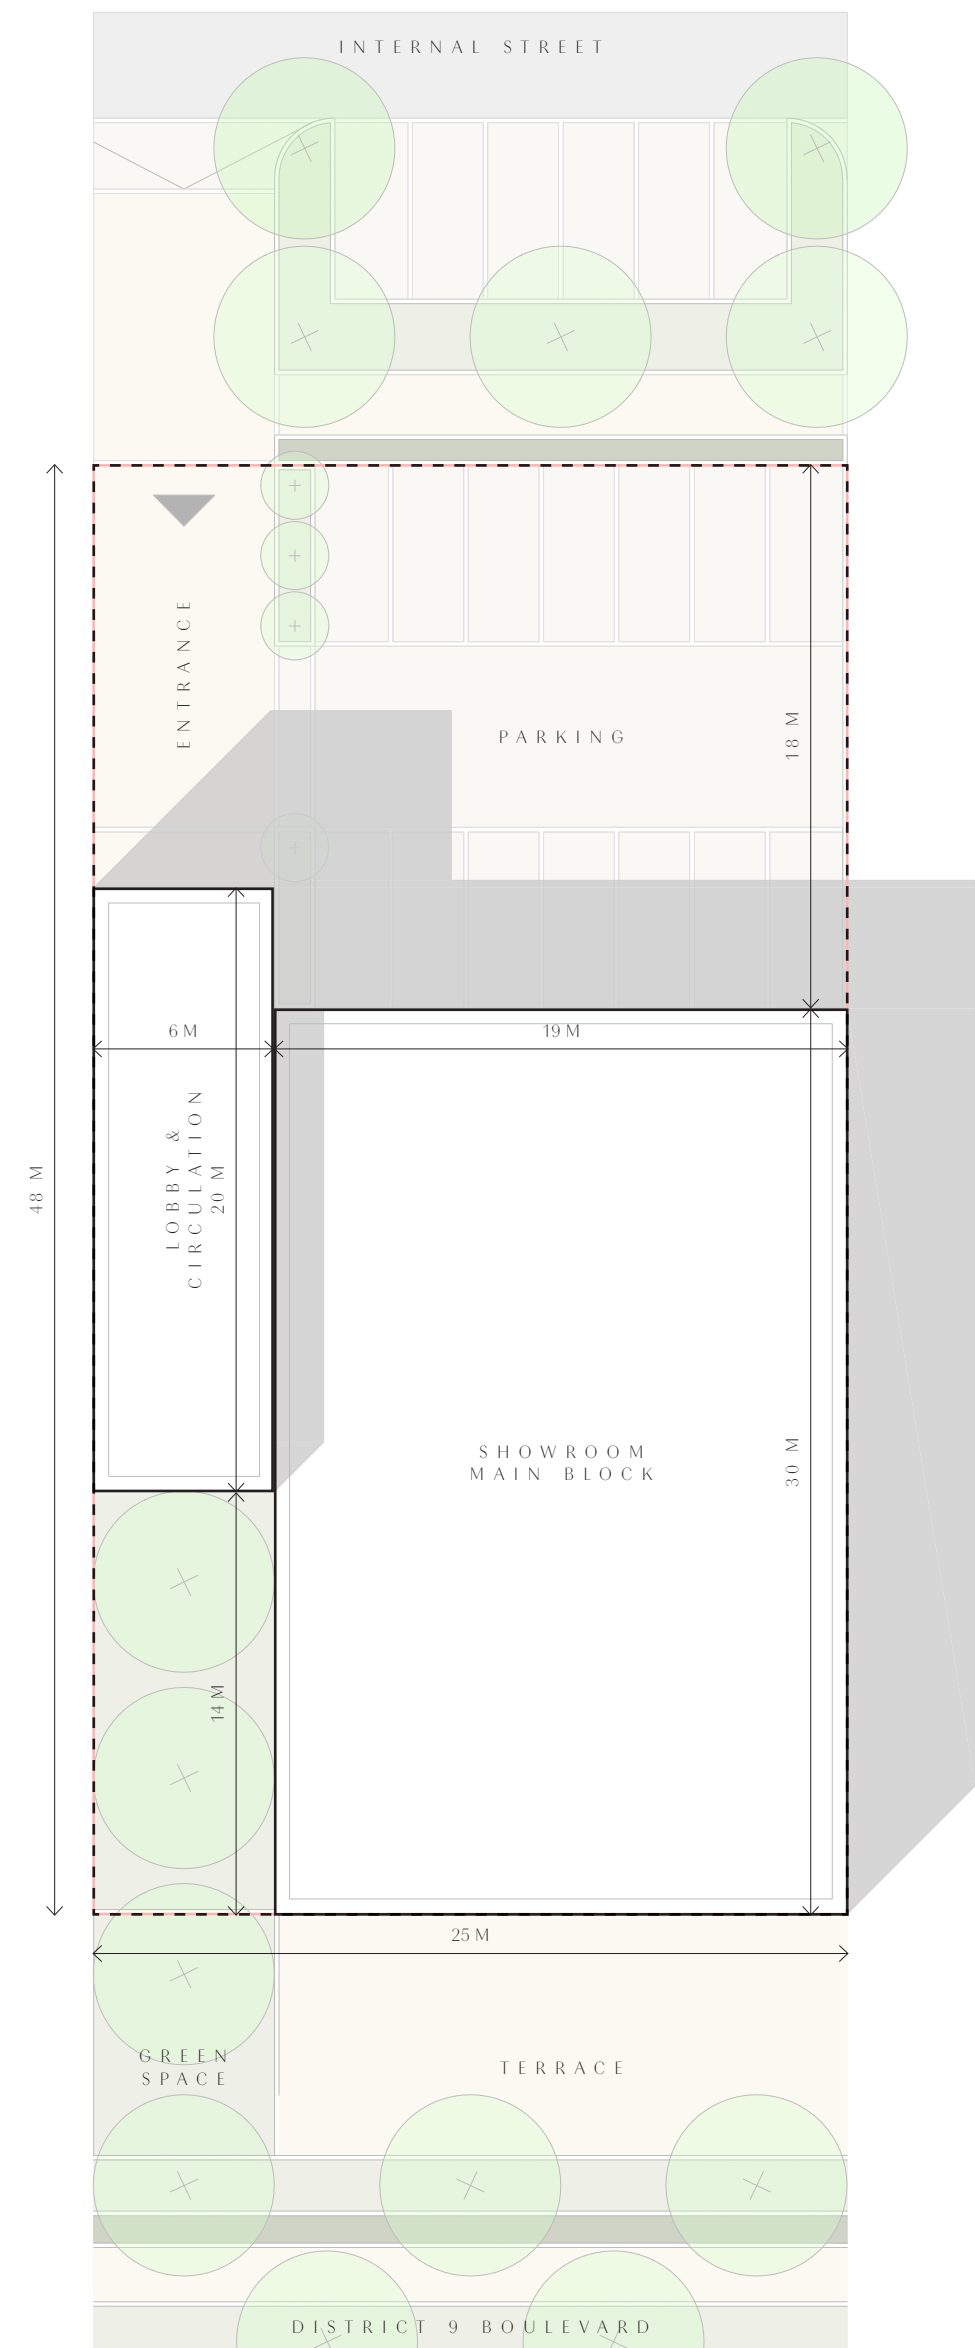 INTERNAL STREET
ENTRANCE
PARKING
18 M
6 M
19 M
LOBBY &
CIRCULATION
20 M
48 M
SHOWROOM
MAIN BLOCK
30 M
14 M
25 M
GREEN
SPACE
TERRACE
DISTRICT 9 BOULEVARD